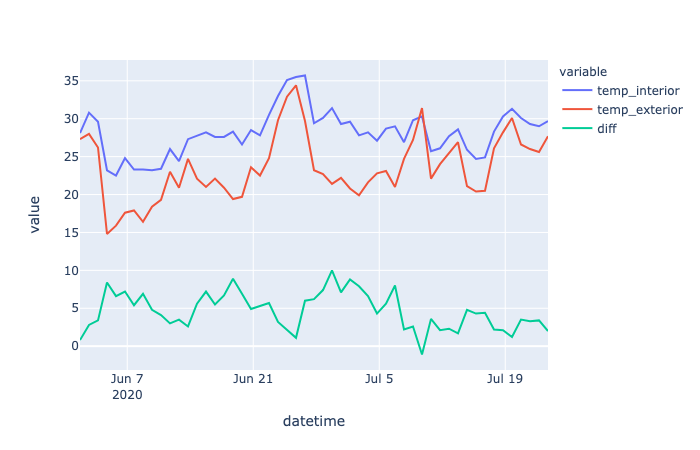 variable
temp_interior
temp_exterior
diff
value
35
30
25
20
15
10
5
0
Jun 7
2020
Jun 21
Jul 5
Jul 19
datetime